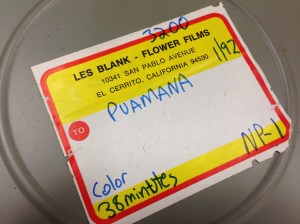 3200
LES BLANK - FLOWER FILMS
10341 SAN PABLO AVENUE
EL CERRITO, CALIFORNIA 94530
1/92
TO
PUAMANA
Color
38 minutes
NP-1